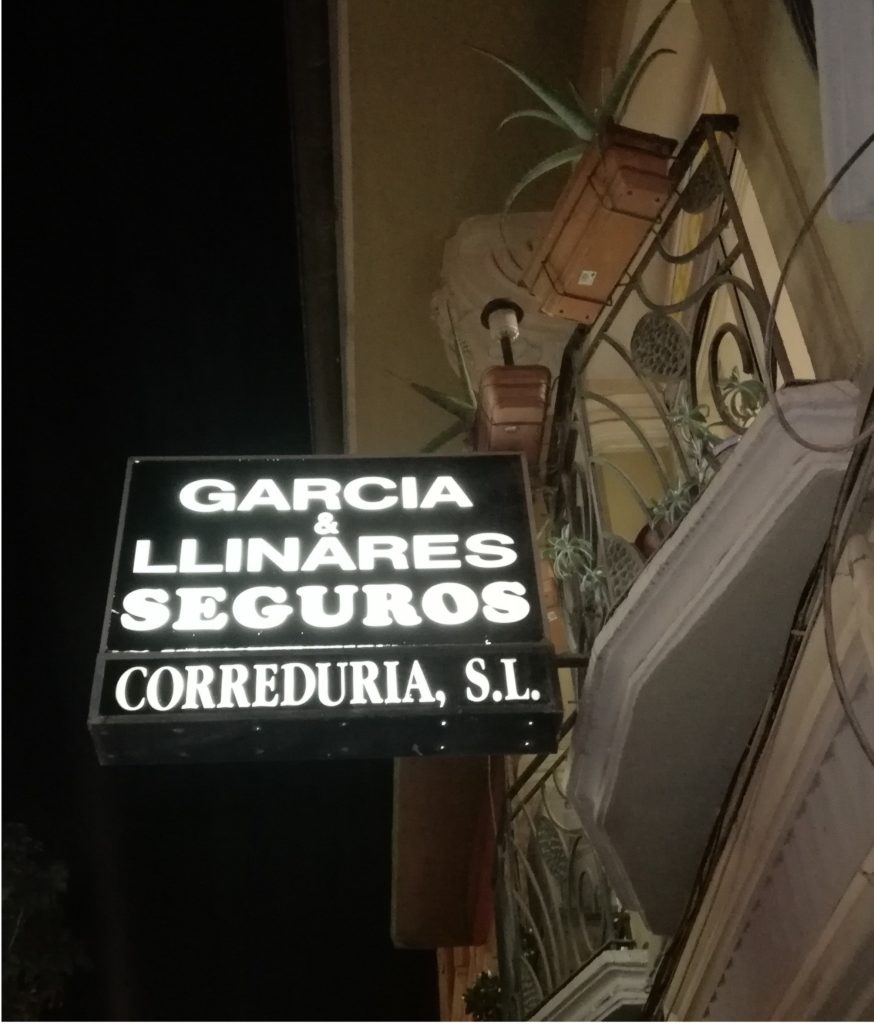 GARCIA
&
LLINARES
SEGUROS
CORREDURIA, S.L.